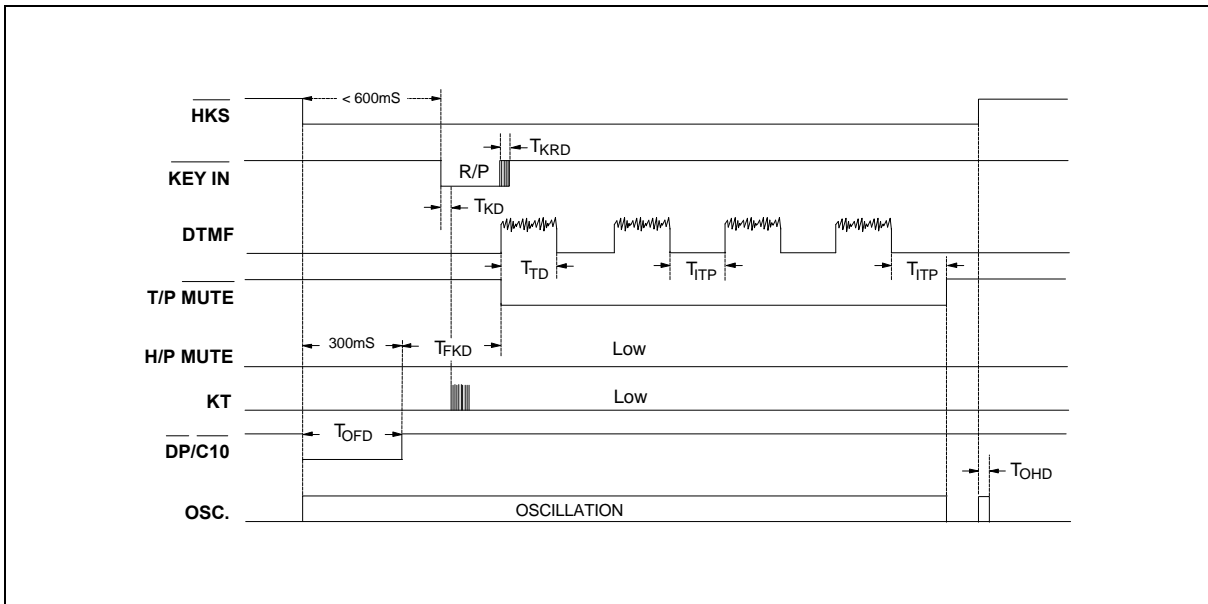 HKS
< 600mS
KEY IN
R/P
TKRD
TKD
DTMF
TTD
TITP
TITP
T/P MUTE
300mS
TFKD
H/P MUTE
Low
KT
Low
DP/C10
TOFD
TOHD
OSC.
OSCILLATION